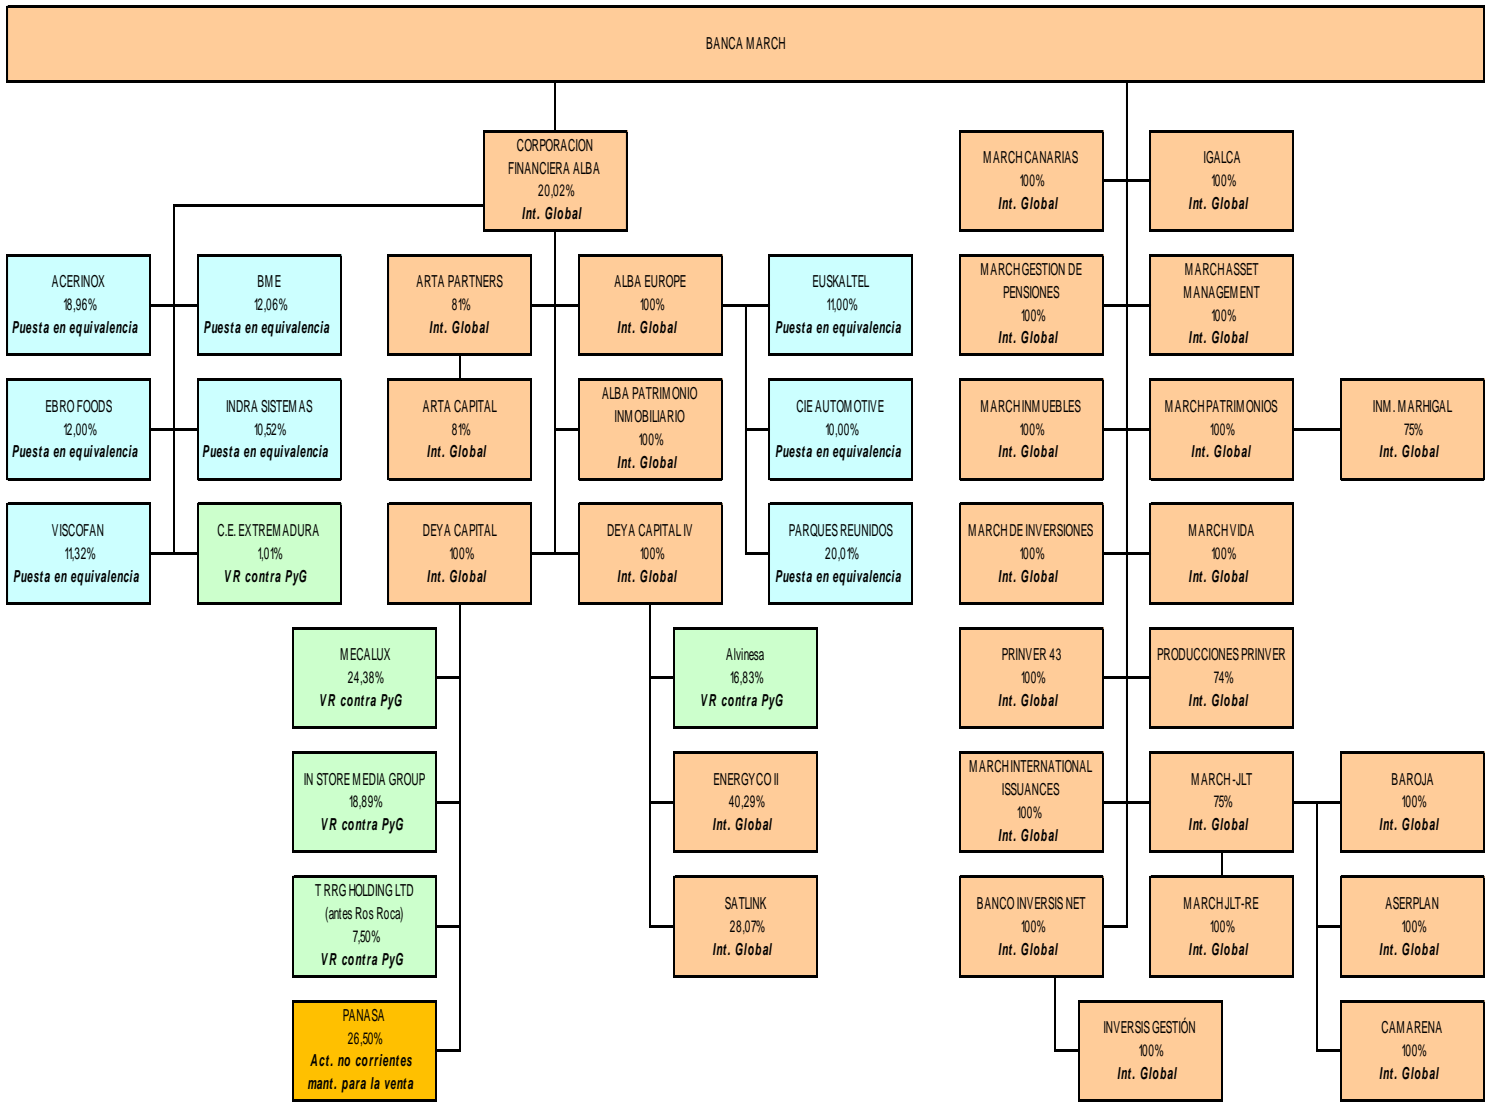 BANCA MARCH
CORPORACION
FINANCIERA ALBA
20,02%
Int. Global
MARCH CANARIAS
100%
Int. Global
IGALCA
100%
Int. Global
ACERINOX
18,96%
Puesta en equivalencia
BME
12,06%
Puesta en equivalencia
ARTA PARTNERS
81%
Int. Global
ALBA EUROPE
100%
Int. Global
EUSKALTEL
11,00%
Puesta en equivalencia
MARCH GESTION DE
PENSIONES
100%
Int. Global
MARCH ASSET
MANAGEMENT
100%
Int. Global
EBRO FOODS
12,00%
Puesta en equivalencia
INDRA SISTEMAS
10,52%
Puesta en equivalencia
ARTA CAPITAL
81%
Int. Global
ALBA PATRIMONIO
INMOBILIARIO
100%
Int. Global
CIE AUTOMOTIVE
10,00%
Puesta en equivalencia
MARCH INMUEBLES
100%
Int. Global
MARCH PATRIMONIOS
100%
Int. Global
INM. MARHIGAL
75%
Int. Global
VISCOFAN
11,32%
Puesta en equivalencia
C.E. EXTREMADURA
1,01%
VR contra PyG
DEYA CAPITAL
100%
Int. Global
DEYA CAPITAL IV
100%
Int. Global
PARQUES REUNIDOS
20,01%
Puesta en equivalencia
MARCH DE INVERSIONES
100%
Int. Global
MARCH VIDA
100%
Int. Global
MECALUX
24,38%
VR contra PyG
Alvinesa
16,83%
VR contra PyG
PRINVER 43
100%
Int. Global
PRODUCCIONES PRINVER
74%
Int. Global
IN STORE MEDIA GROUP
18,89%
VR contra PyG
ENERGYCO II
40,29%
Int. Global
MARCH INTERNATIONAL
ISSUANCES
100%
Int. Global
MARCH -JLT
75%
Int. Global
BAROJA
100%
Int. Global
T RRG HOLDING LTD
(antes Ros Roca)
7,50%
VR contra PyG
SATLINK
28,07%
Int. Global
BANCO INVERSIS NET
100%
Int. Global
MARCH JLT-RE
100%
Int. Global
ASERPLAN
100%
Int. Global
PANASA
26,50%
Act. no corrientes
mant. para la venta
INVERSIS GESTIÓN
100%
Int. Global
CAMARENA
100%
Int. Global